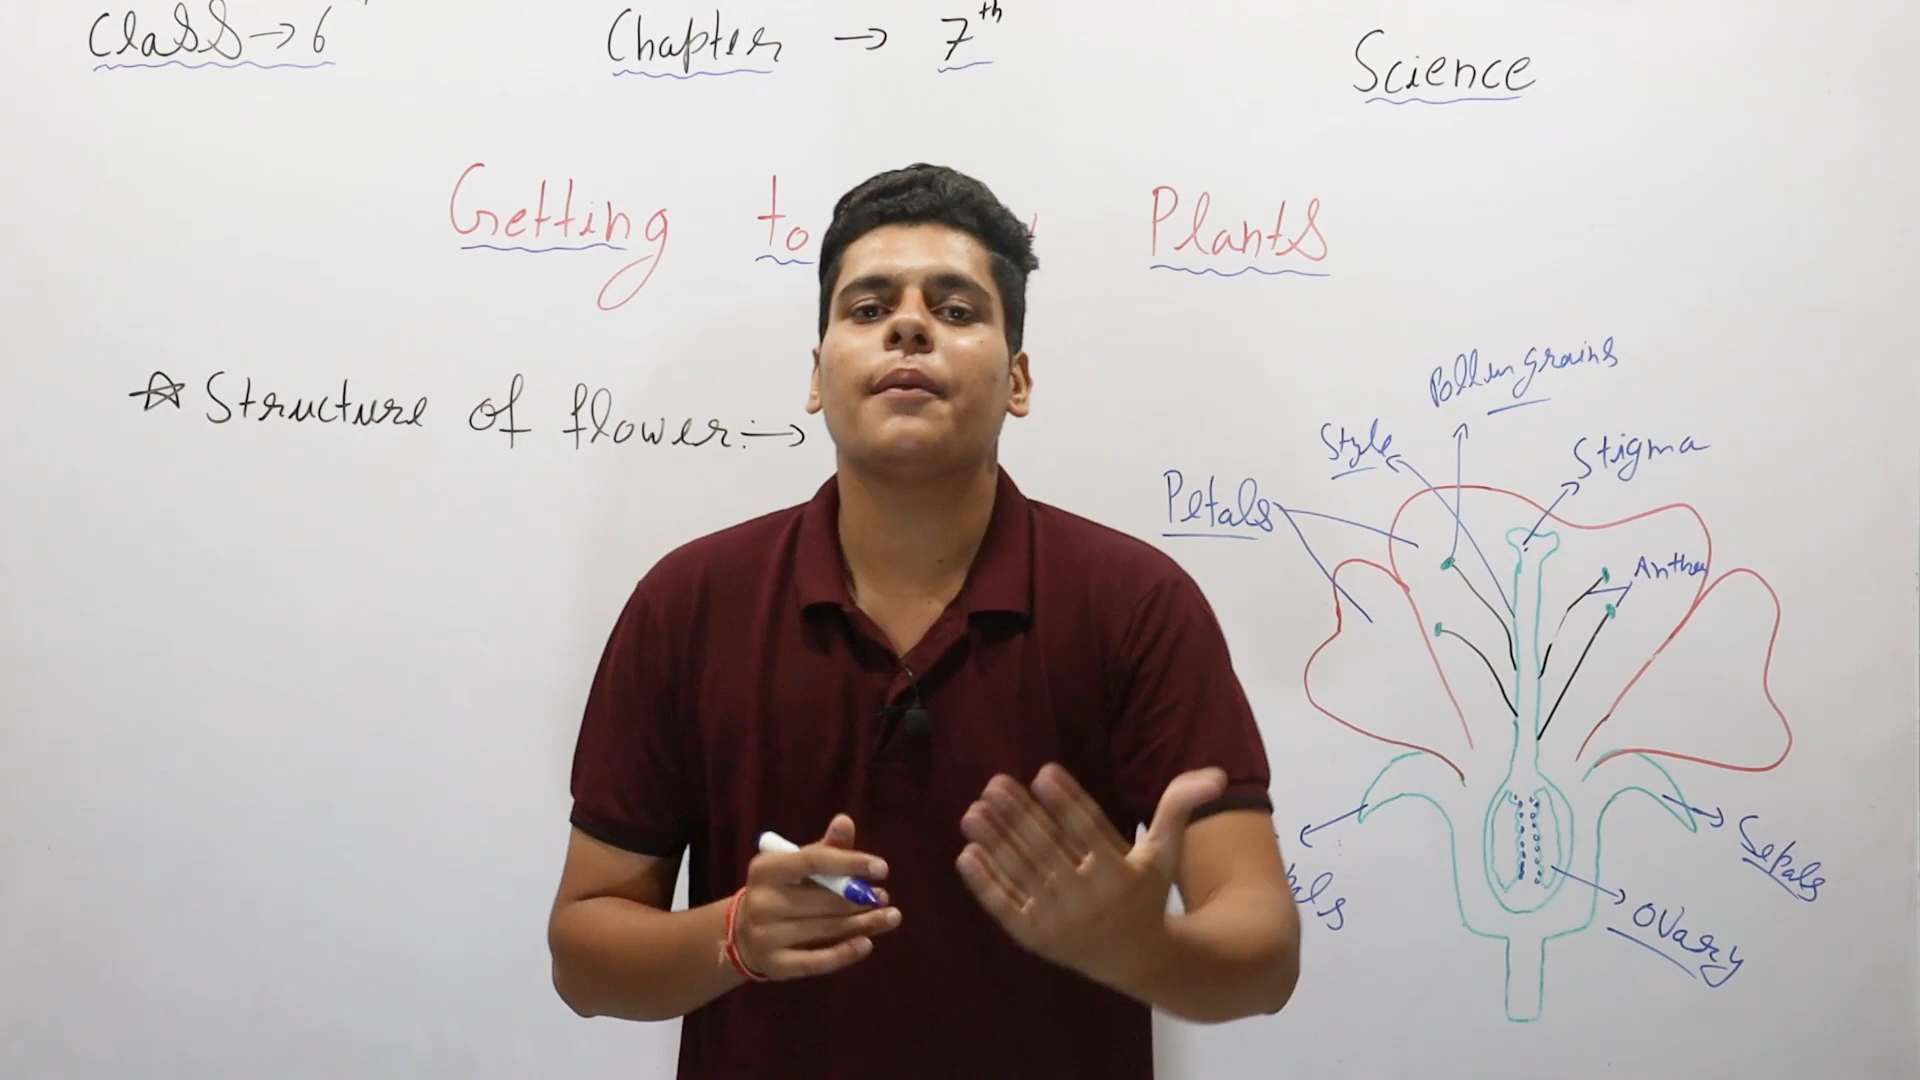 Class → 6
Chapter → 7th
Science
Getting to Plants
☆ Structure of flower:→
Pollen grains
Style
Stigma
Petals
Anther
Sepals
Ovary